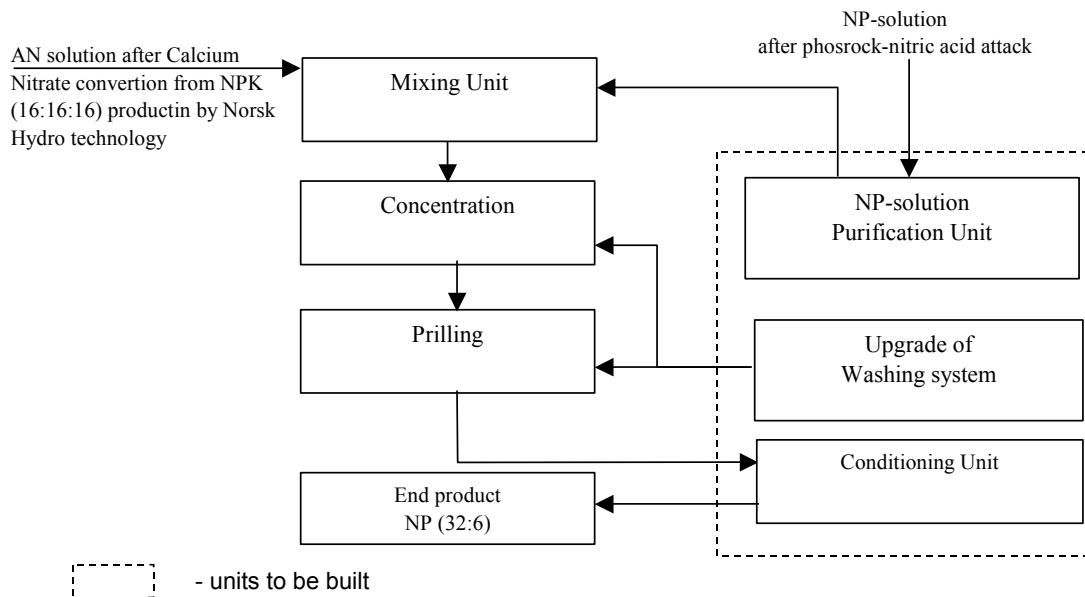 NP-solution
after phosrock-nitric acid attack
AN solution after Calcium
Nitrate convertion from NPK
(16:16:16) productin by Norsk
Hydro technology
Mixing Unit
Concentration
NP-solution
Purification Unit
Prilling
Upgrade of
Washing system
Conditioning Unit
End product
NP (32:6)
- units to be built